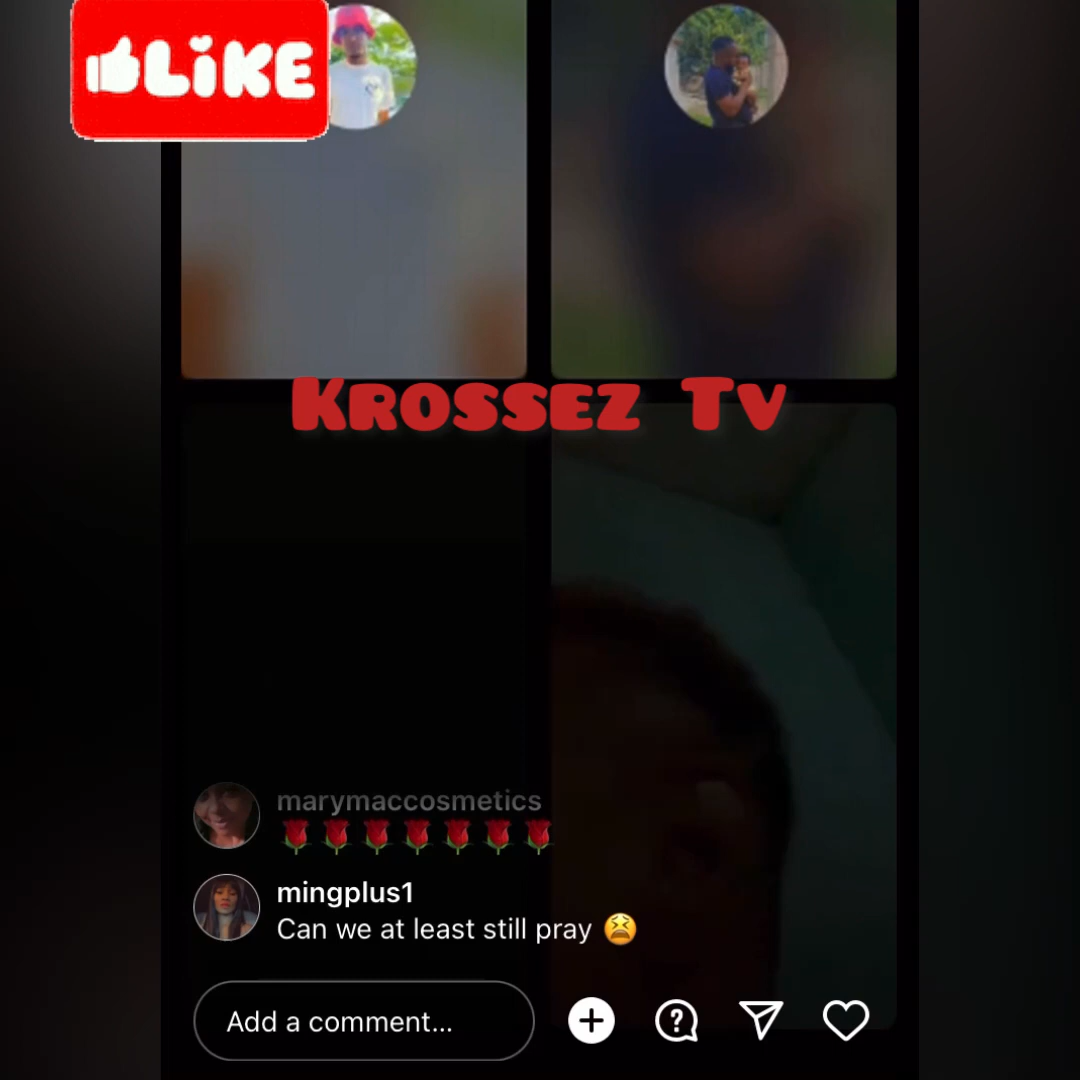 LiKE
KROSSEZ TV
marymaccosmetics
🌹🌹🌹🌹🌹🌹🌹
mingplus1
Can we at least still pray 😫
Add a comment...